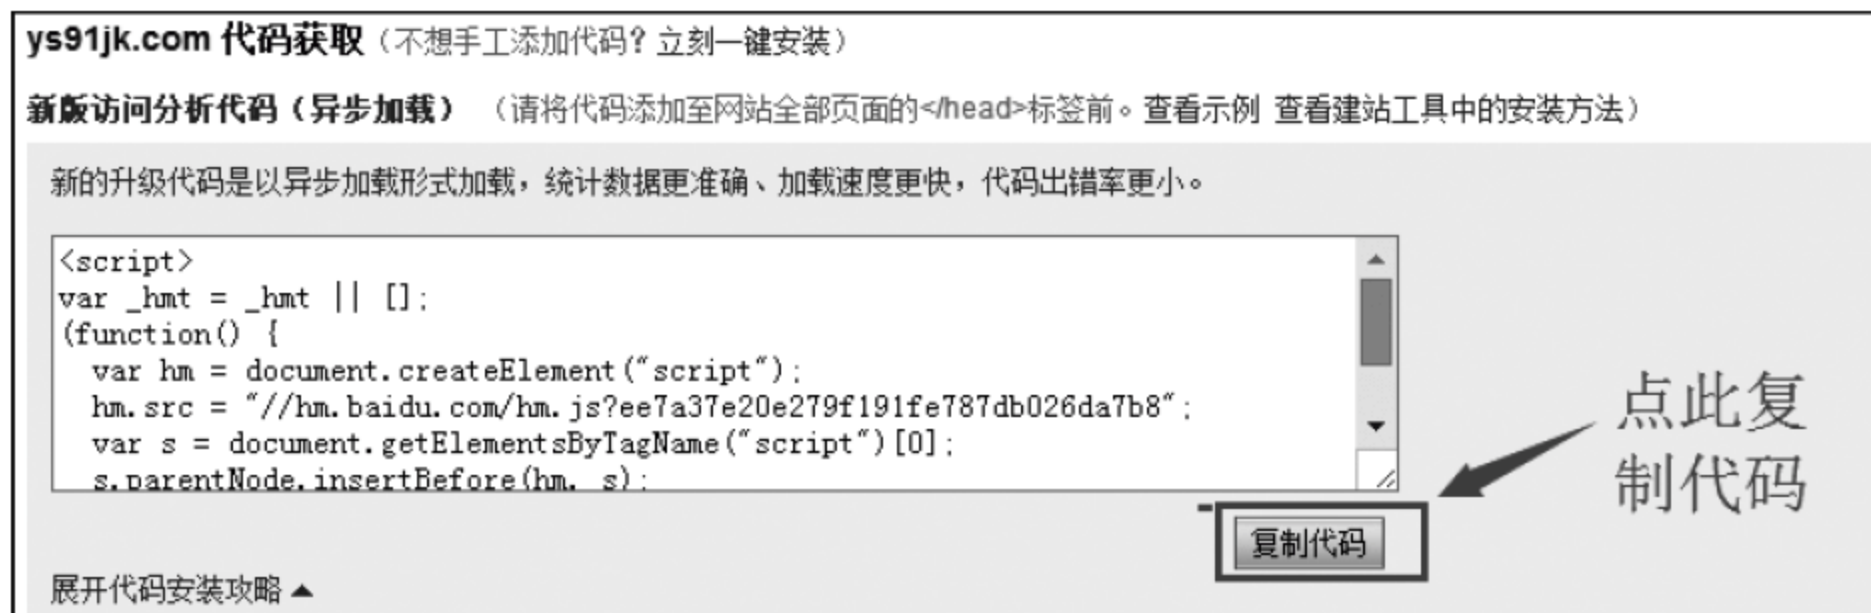 ys91jk.com 代码获取（不想手工添加代码？立刻一键安装）
新版访问分析代码（异步加载） （请将代码添加至网站全部页面的</head>标签前。查看示例 查看建站工具中的安装方法）
新的升级代码是以异步加载形式加载，统计数据更准确、加载速度更快，代码出错率更小。
<script>
var _hmt = _hmt || [];
(function() {
  var hm = document.createElement("script");
  hm.src = "//hm.baidu.com/hm.js?ee7a37e20e279f191fe787db026da7b8";
  var s = document.getElementsByTagName("script")[0];
  s.parentNode.insertBefore(hm, s);
点此复
制代码
复制代码
展开代码安装攻略▲